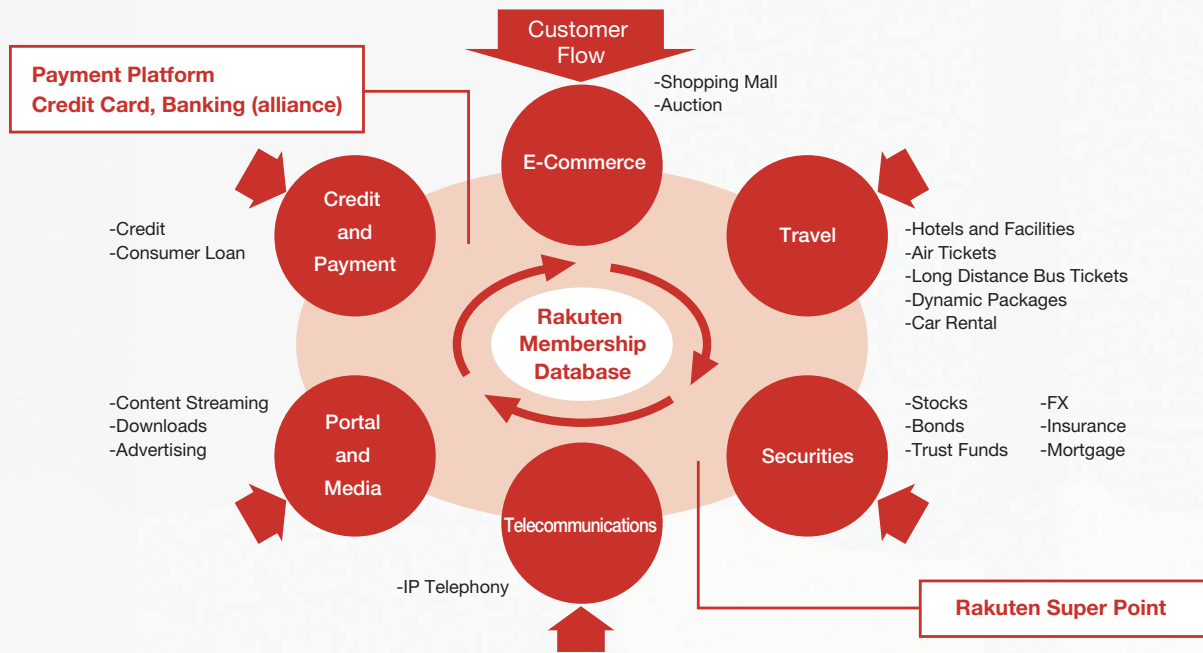 Customer
Flow
Payment Platform
Credit Card, Banking (alliance)
-Shopping Mall
-Auction
E-Commerce
Credit
and
Payment
-Credit
-Consumer Loan
Travel
-Hotels and Facilities
-Air Tickets
-Long Distance Bus Tickets
-Dynamic Packages
-Car Rental
Rakuten
Membership
Database
-Content Streaming
-Downloads
-Advertising
Portal
and
Media
Securities
-Stocks
-Bonds
-Trust Funds
-FX
-Insurance
-Mortgage
Telecommunications
-IP Telephony
Rakuten Super Point